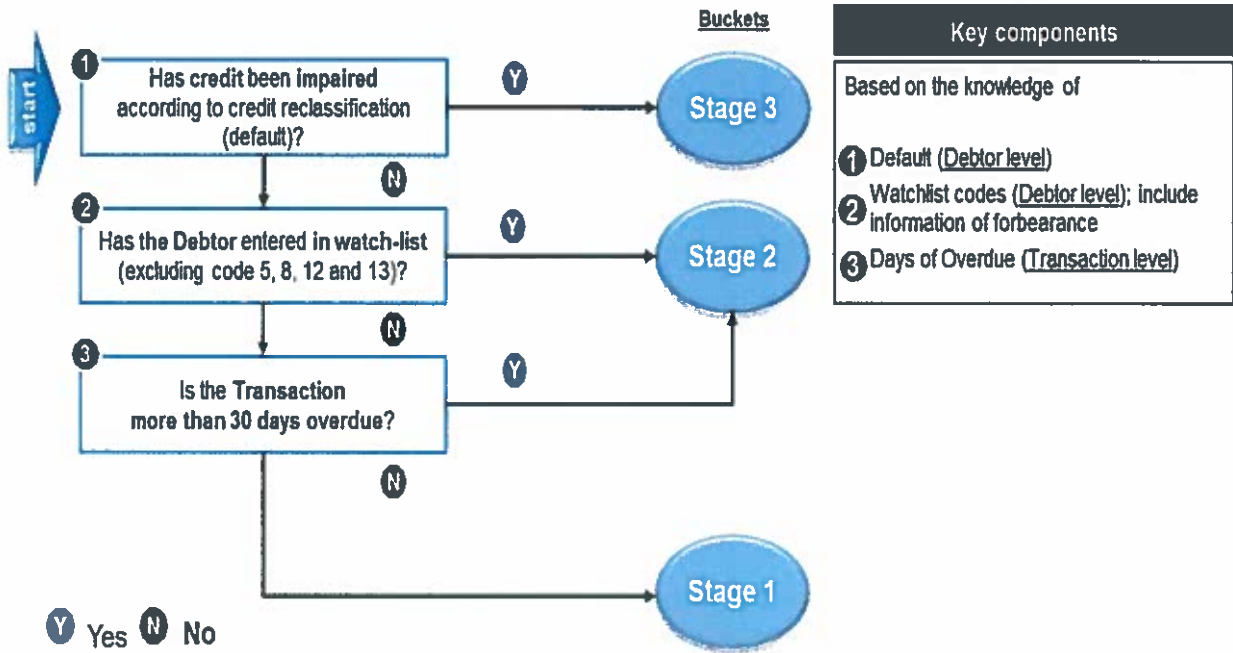 start
1
Has credit been impaired
according to credit reclassification
(default)?
Y
N
2
Has the Debtor entered in watch-list
(excluding code 5, 8, 12 and 13)?
Y
N
3
Is the Transaction
more than 30 days overdue?
Y
N
Buckets
Stage 3
Stage 2
Stage 1
Key components
Based on the knowledge of
1 Default (Debtor level)
2 Watchlist codes (Debtor level); include
information of forbearance
3 Days of Overdue (Transaction level)
Y Yes N No